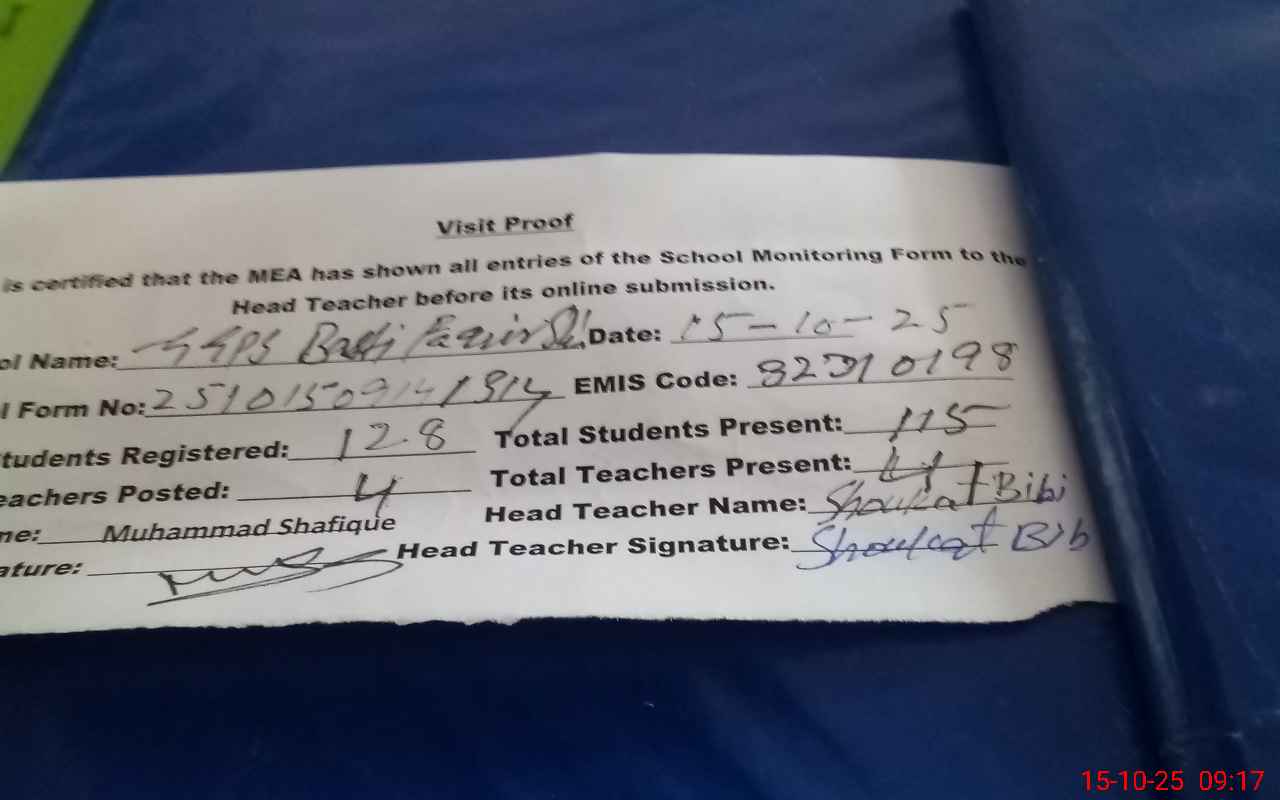 Visit Proof
is certified that the MEA has shown all entries of the School Monitoring Form to the
Head Teacher before its online submission.
ol Name: GGPS Basti Faqir Date: 15-10-25
l Form No: EMIS Code: 32310198
tudents Registered: 128 Total Students Present: 115
eachers Posted: 4 Total Teachers Present: 4
me: Muhammad Shafique Head Teacher Name: Shoukat Bibi
ature: Head Teacher Signature: Shoukat Bib
15-10-25 09:17